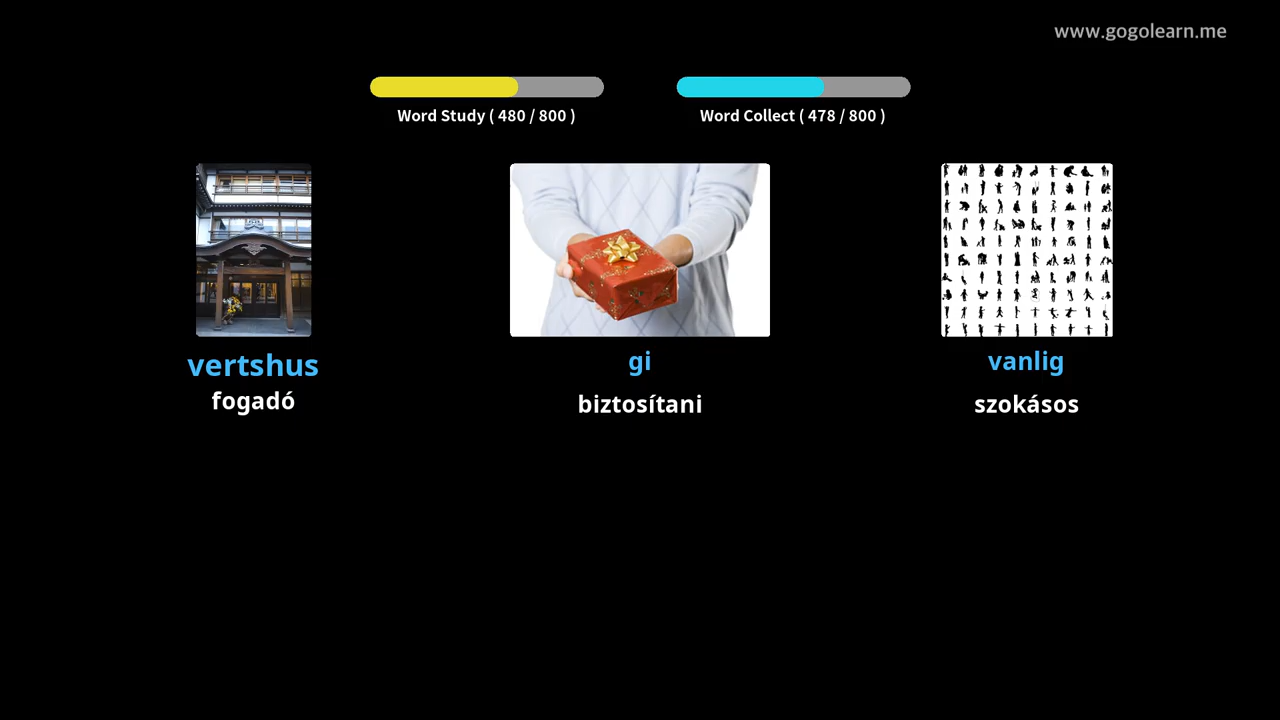 www.gogolearn.me
Word Study ( 480 / 800 )
Word Collect ( 478 / 800 )
vertshus
fogadó
gi
biztosítani
vanlig
szokásos